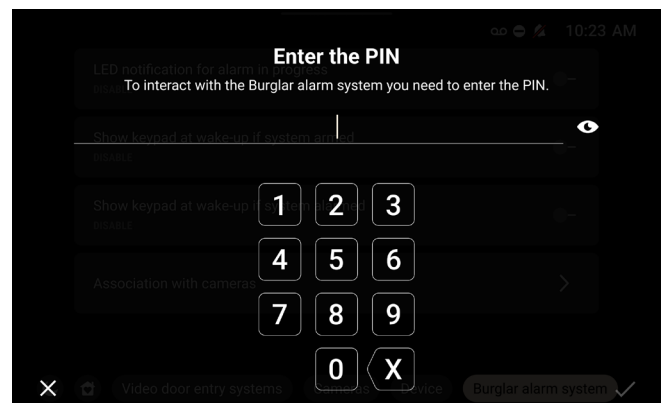 10:23 AM
Enter the PIN
LED notification for alarm in progress
To interact with the Burglar alarm system you need to enter the PIN.
DISABLE
Show keypad at wake-up if system armed
DISABLE
Show keypad at wake-up if system alarmed
DISABLE
1 2 3
4 5 6
Association with cameras
7 8 9
0 X
X Video door entry systems Cameras Device Burglar alarm system